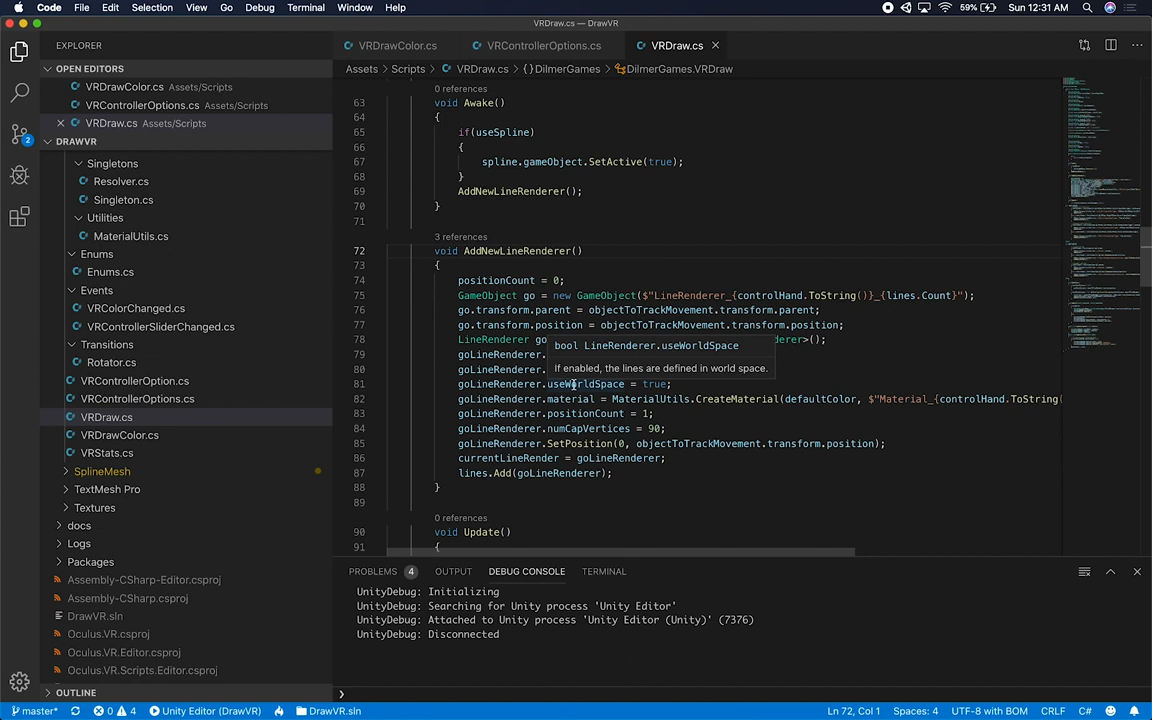 Code File Edit Selection View Go Debug Terminal Window Help 59% Sun 12:31 AM
VRDraw.cs — DrawVR
EXPLORER
VRDrawColor.cs VRControllerOptions.cs VRDraw.cs
OPEN EDITORS
Assets > Scripts > VRDraw.cs > {} DilmerGames > DilmerGames.VRDraw
VRDrawColor.cs Assets/Scripts
VRControllerOptions.cs Assets/Scripts
VRDraw.cs Assets/Scripts
DRAWVR
Singletons
Resolver.cs
Singleton.cs
Utilities
MaterialUtils.cs
Enums
Enums.cs
Events
VRColorChanged.cs
VRControllerSliderChanged.cs
Transitions
Rotator.cs
VRControllerOption.cs
VRControllerOptions.cs
VRDraw.cs
VRDrawColor.cs
VRStats.cs
SplineMesh
TextMesh Pro
Textures
docs
Logs
Packages
Assembly-CSharp-Editor.csproj
Assembly-CSharp.csproj
DrawVR.sln
Oculus.VR.csproj
Oculus.VR.Editor.csproj
Oculus.VR.Scripts.Editor.csproj
OUTLINE
2
0 references
63 void Awake()
64 {
65 if(useSpline)
66 {
67 spline.gameObject.SetActive(true);
68 }
69 AddNewLineRenderer();
70 }
71
3 references
72 void AddNewLineRenderer()
73 {
74 positionCount = 0;
75 GameObject go = new GameObject($"LineRenderer_{controlHand.ToString()}_{lines.Count}");
76 go.transform.parent = objectToTrackMovement.transform.parent;
77 go.transform.position = objectToTrackMovement.transform.position;
78 LineRenderer go derer>();
bool LineRenderer.useWorldSpace
79 goLineRenderer.
80 goLineRenderer.
If enabled, the lines are defined in world space.
81 goLineRenderer.useWorldSpace = true;
82 goLineRenderer.material = MaterialUtils.CreateMaterial(defaultColor, $"Material_{controlHand.ToString(
83 goLineRenderer.positionCount = 1;
84 goLineRenderer.numCapVertices = 90;
85 goLineRenderer.SetPosition(0, objectToTrackMovement.transform.position);
86 currentLineRender = goLineRenderer;
87 lines.Add(goLineRenderer);
88 }
89
0 references
90 void Update()
91 {
PROBLEMS 4 OUTPUT DEBUG CONSOLE TERMINAL
UnityDebug: Initializing
UnityDebug: Searching for Unity process 'Unity Editor'
UnityDebug: Attached to Unity process 'Unity Editor (Unity)' (7376)
UnityDebug: Disconnected
master* 0 4 Unity Editor (DrawVR) DrawVR.sln Ln 72, Col 1 Spaces: 4 UTF-8 with BOM CRLF C#